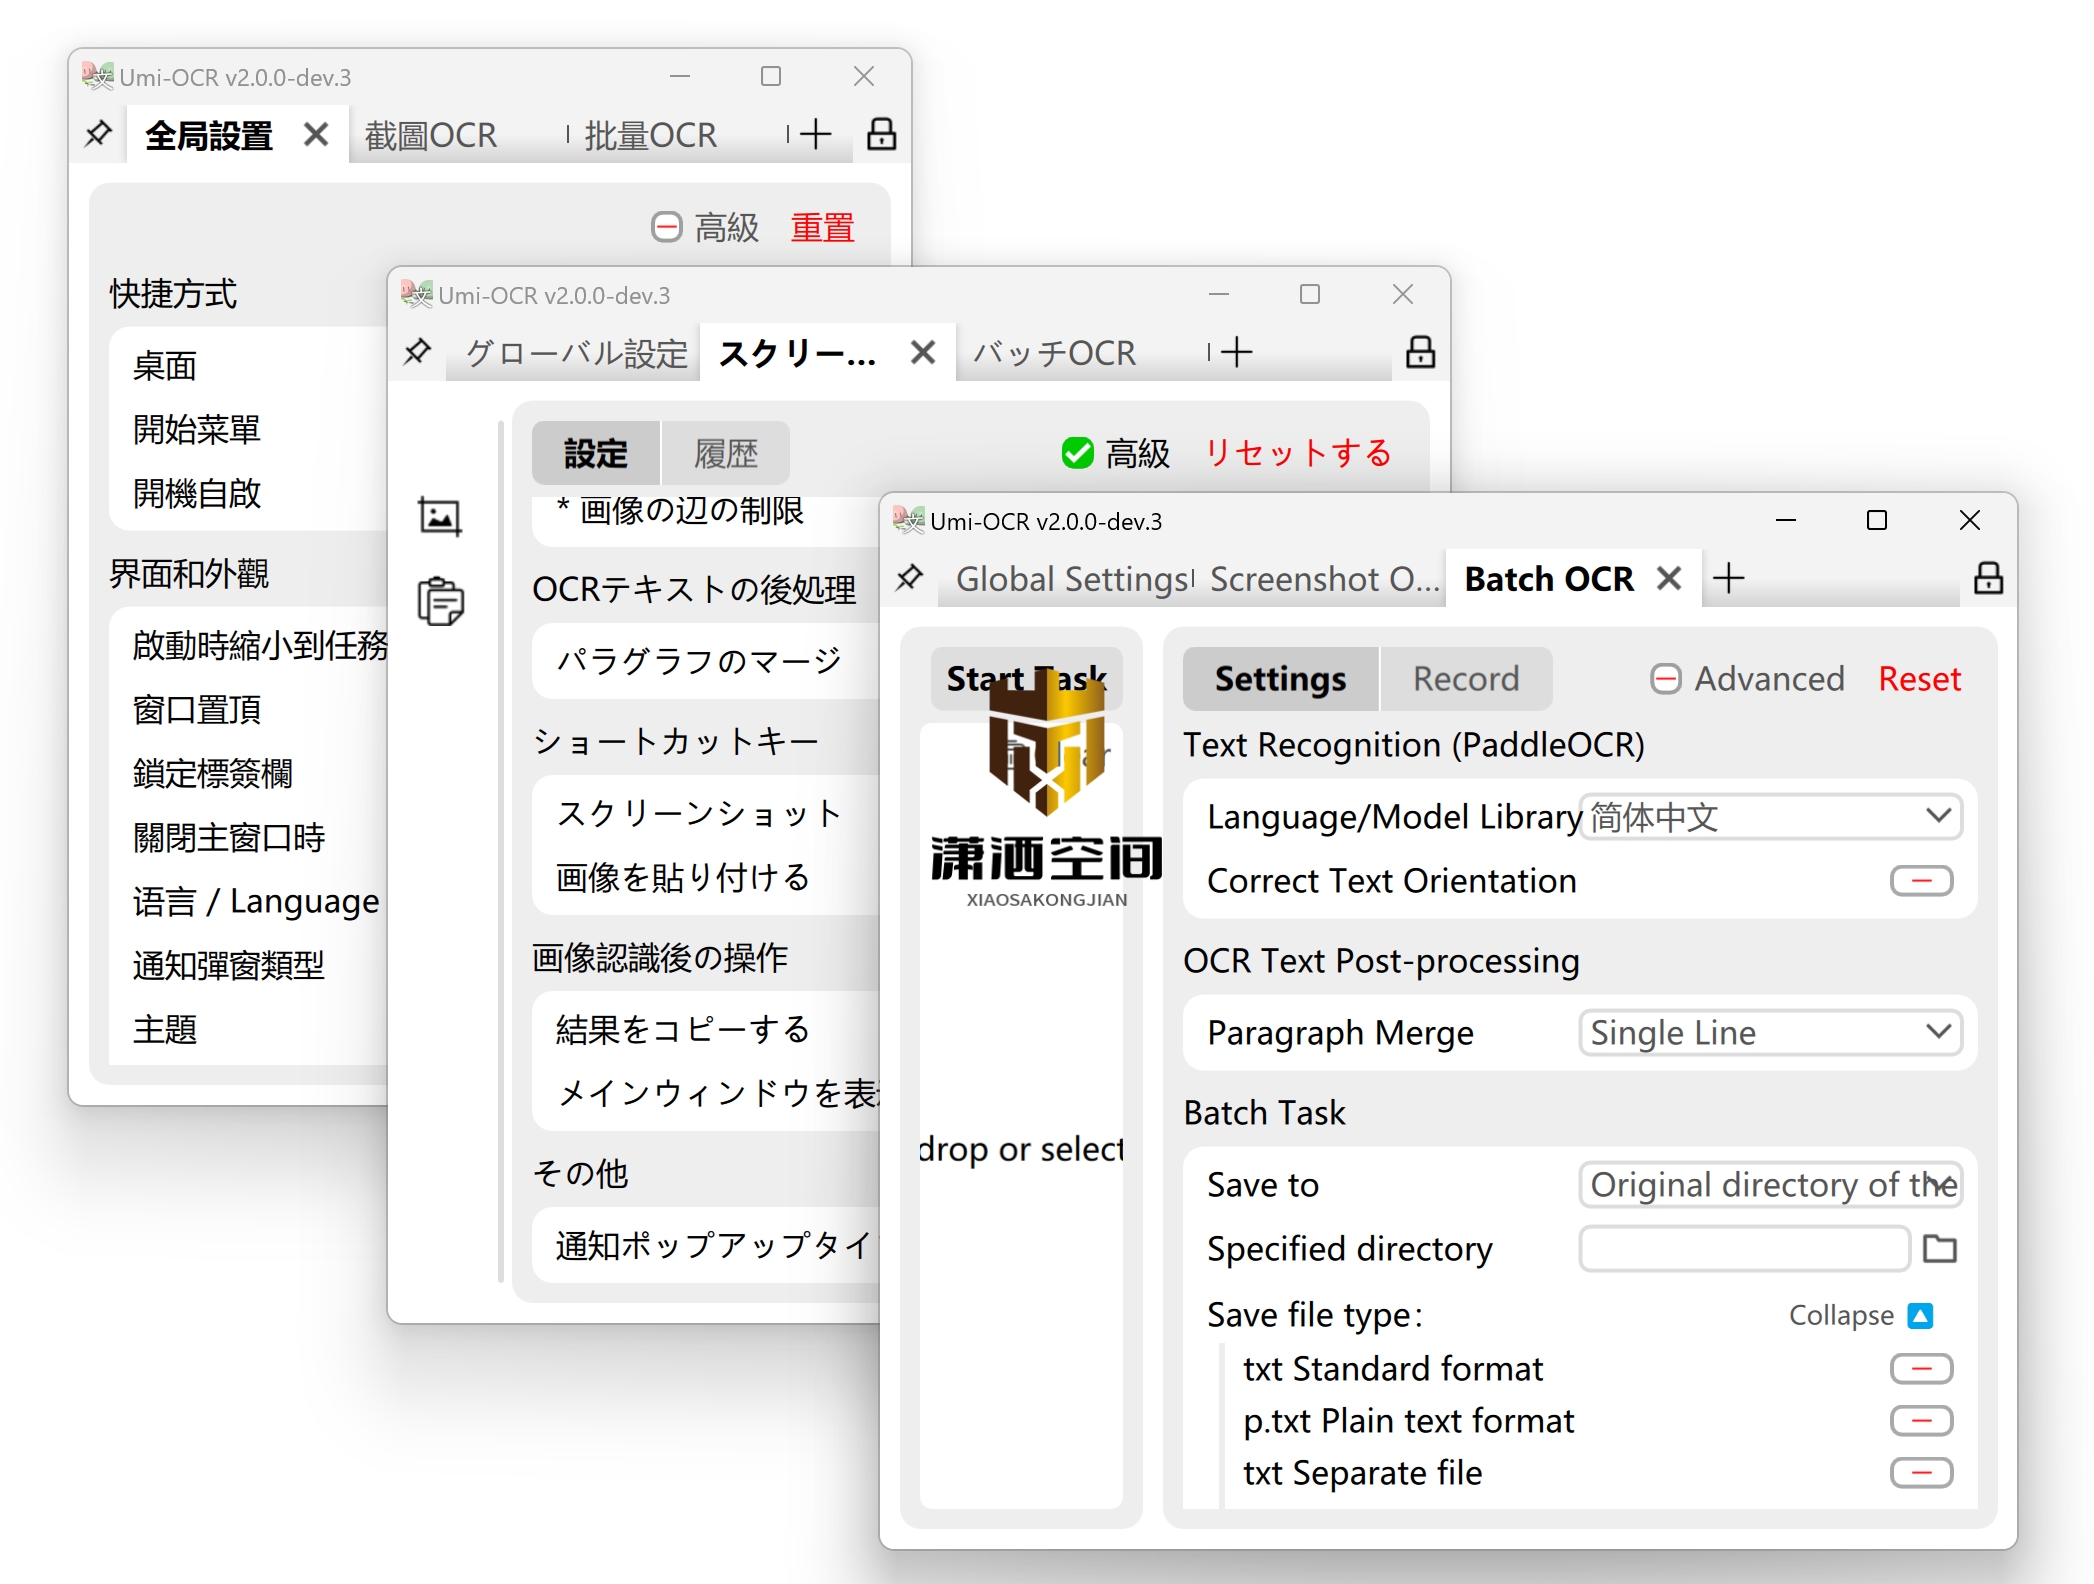 Umi-OCR v2.0.0-dev.3
全局設置
截圖OCR
批量OCR
高級
重置
快捷方式
桌面
開始菜單
開機自啟
界面和外觀
啟動時縮小到任務
窗口置頂
鎖定標簽欄
關閉主窗口時
语言 / Language
通知彈窗類型
主題
Umi-OCR v2.0.0-dev.3
グローバル設定
スクリー...
バッチOCR
設定
履歴
高級
リセットする
* 画像の辺の制限
OCRテキストの後処理
パラグラフのマージ
ショートカットキー
スクリーンショット
画像を貼り付ける
画像認識後の操作
結果をコピーする
メインウィンドウを表
その他
通知ポップアップタイ
Umi-OCR v2.0.0-dev.3
Global Settings
Screenshot O...
Batch OCR
Start Task
潇洒空间
XIAOSAKONGJIAN
drop or select
Settings
Record
Advanced
Reset
Text Recognition (PaddleOCR)
Language/Model Library
简体中文
Correct Text Orientation
OCR Text Post-processing
Paragraph Merge
Single Line
Batch Task
Save to
Original directory of the
Specified directory
Save file type:
Collapse
txt Standard format
p.txt Plain text format
txt Separate file